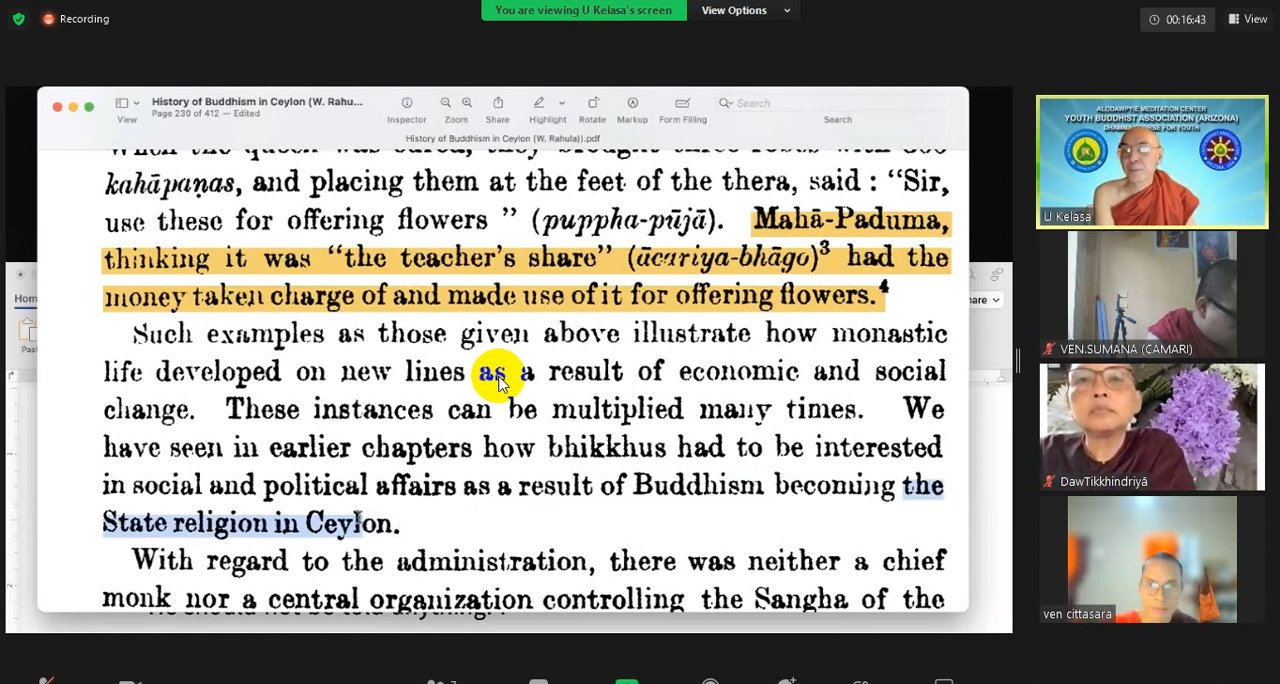 Recording
You are viewing U Kelasa's screen
View Options
00:16:43
View
History of Buddhism in Ceylon (W. Rahu...
Page 230 of 412 — Edited
View
Inspector
Zoom
Share
Highlight
Rotate
Markup
Form Filling
Search
Search
History of Buddhism in Ceylon (W. Rahula)).pdf
kahāpaṇas, and placing them at the feet of the thera, said : “Sir,
use these for offering flowers ” (puppha-pūjā). Mahā-Paduma,
thinking it was “the teacher’s share” (ācariya-bhāgo)³ had the
money taken charge of and made use of it for offering flowers.⁴
Such examples as those given above illustrate how monastic
life developed on new lines as a result of economic and social
change. These instances can be multiplied many times. We
have seen in earlier chapters how bhikkhus had to be interested
in social and political affairs as a result of Buddhism becoming the
State religion in Ceylon.
With regard to the administration, there was neither a chief
monk nor a central organization controlling the Sangha of the
ALODAWPYIE MEDITATION CENTER
YOUTH BUDDHIST ASSOCIATION (ARIZONA)
U Kelasa
VEN.SUMANA (CAMARI)
DawTikkhindriyā
ven cittasara